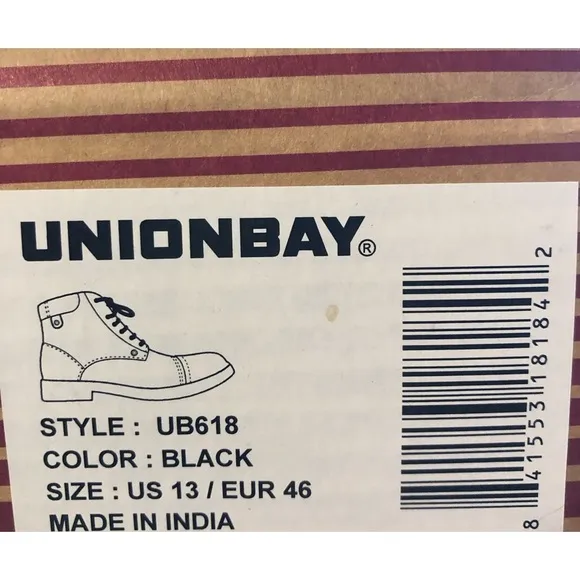 UNIONBAY®
STYLE : UB618
COLOR : BLACK
SIZE : US 13 / EUR 46
MADE IN INDIA
8 41553 18184 2